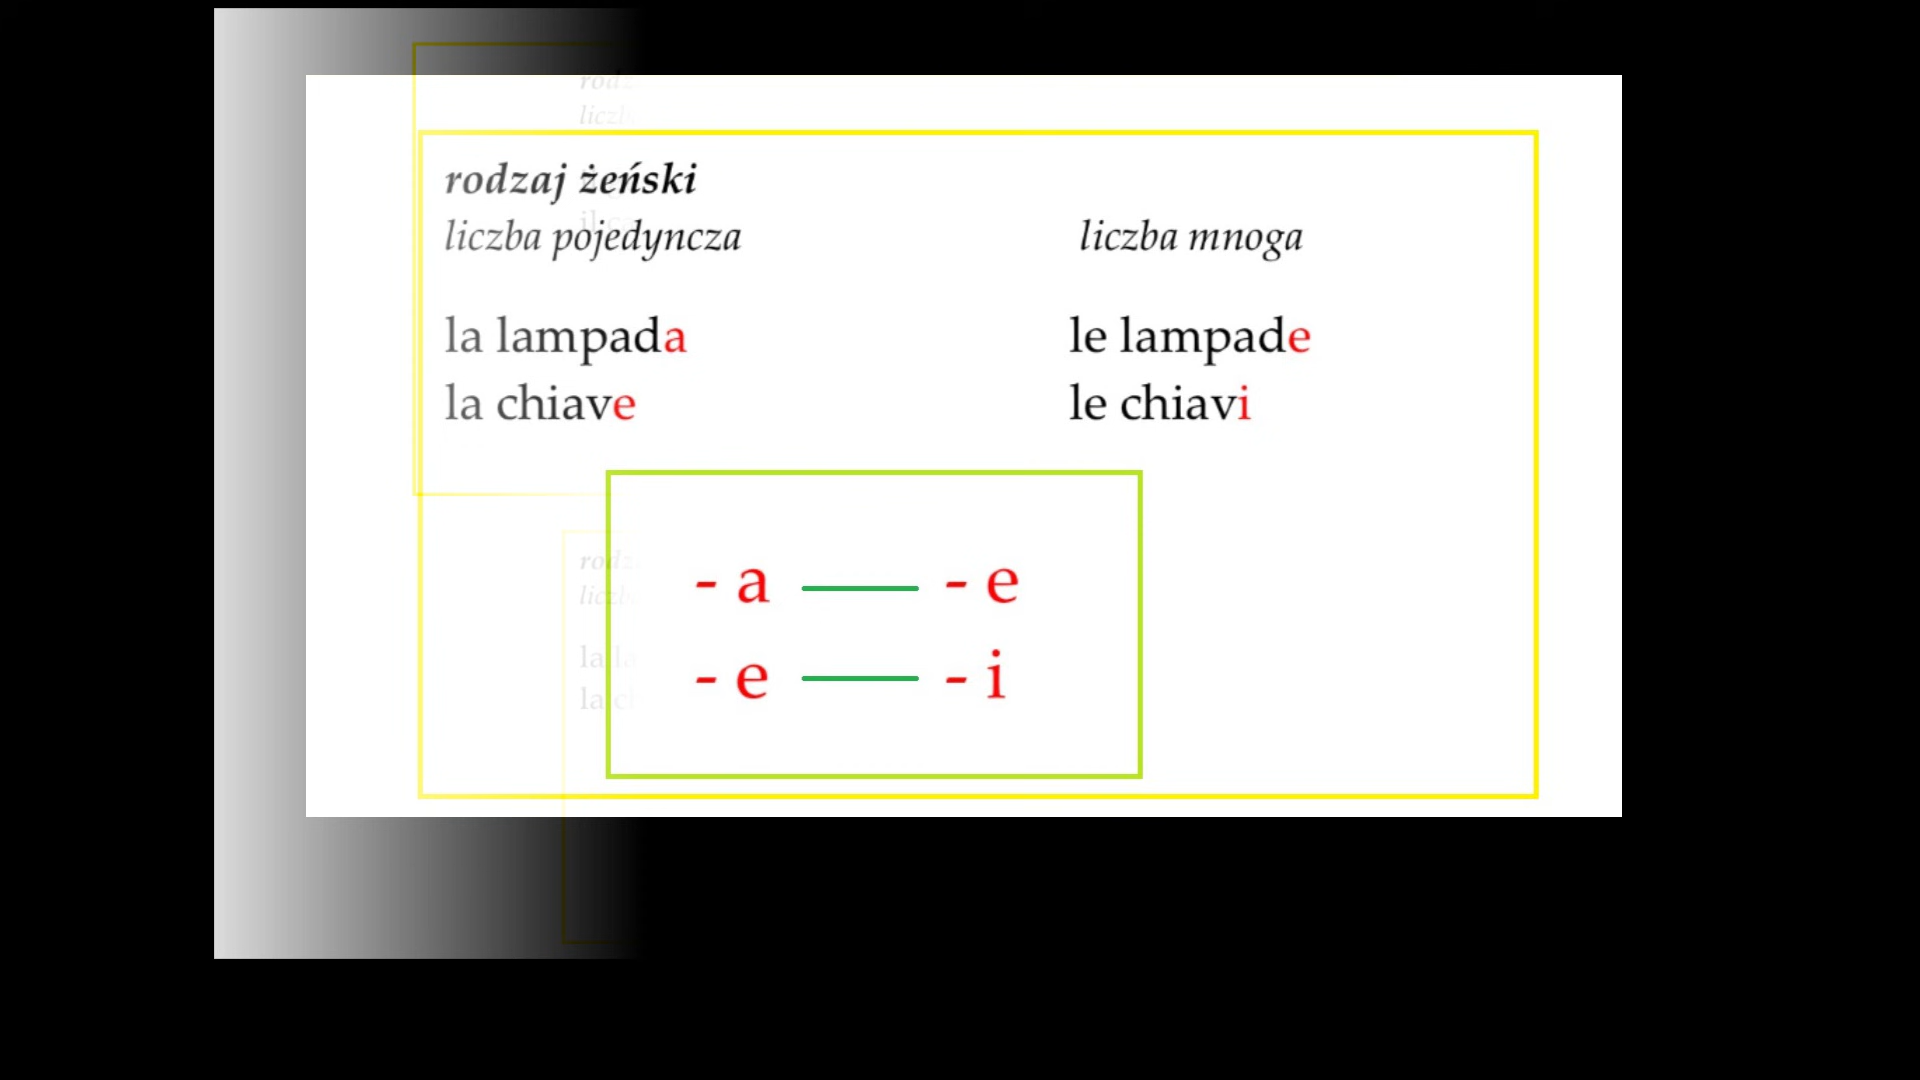 rodzaj żeński
liczba pojedyncza liczba mnoga
la lampada le lampade
la chiave le chiavi
- a - e
- e - i